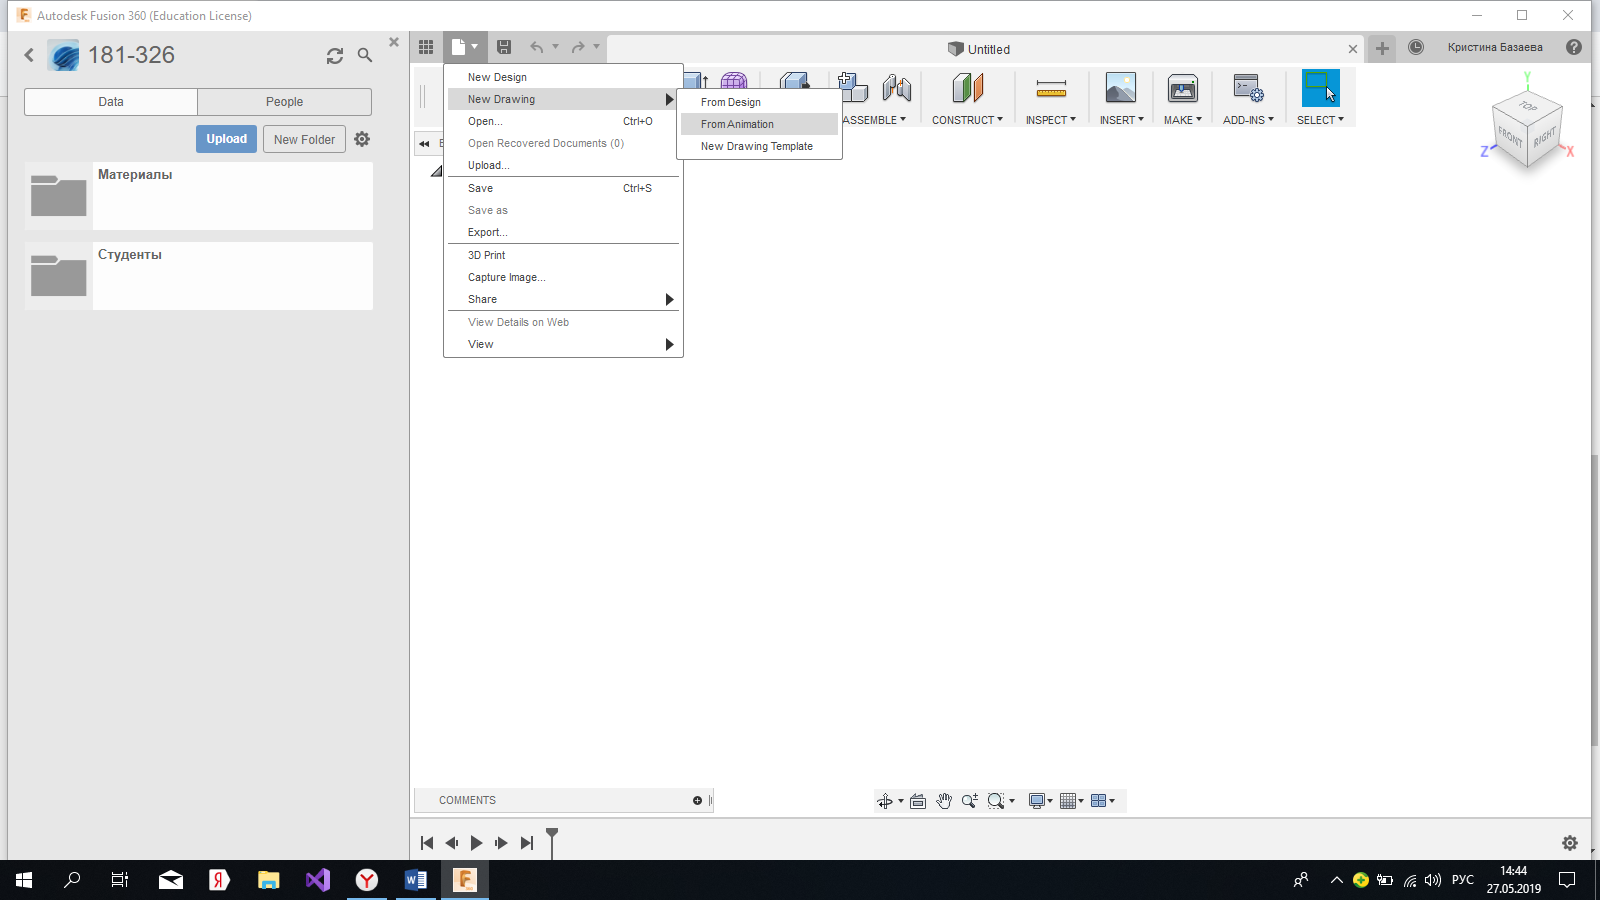 Autodesk Fusion 360 (Education License)
181-326
Data
People
Upload
New Folder
Материалы
Студенты
Untitled
Кристина Базаева
New Design
New Drawing
Open...
Ctrl+O
Open Recovered Documents (0)
Upload...
Save
Ctrl+S
Save as
Export...
3D Print
Capture Image...
Share
View Details on Web
View
From Design
From Animation
New Drawing Template
ASSEMBLE
CONSTRUCT
INSPECT
INSERT
MAKE
ADD-INS
SELECT
Y
TOP
FRONT
RIGHT
Z
X
COMMENTS
РУС
14:44
27.05.2019